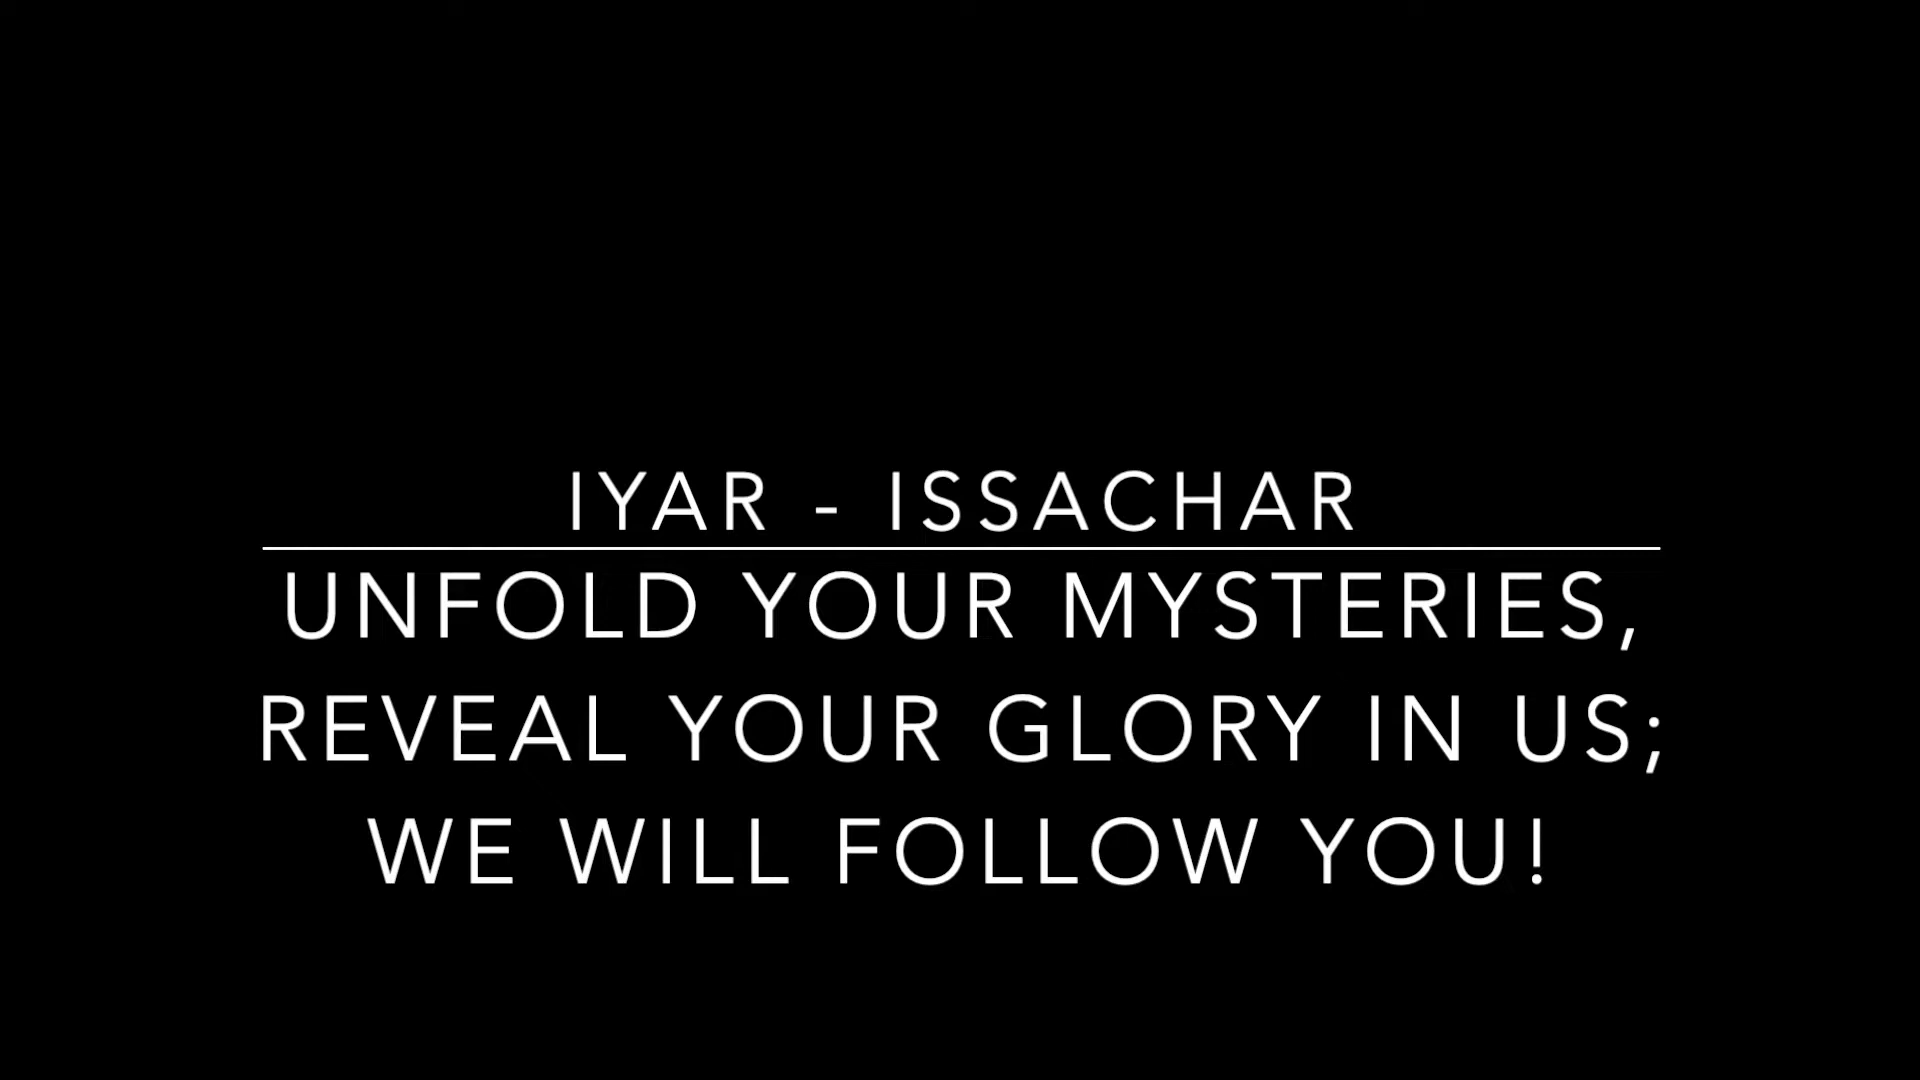 IYAR - ISSACHAR
UNFOLD YOUR MYSTERIES,
REVEAL YOUR GLORY IN US;
WE WILL FOLLOW YOU!